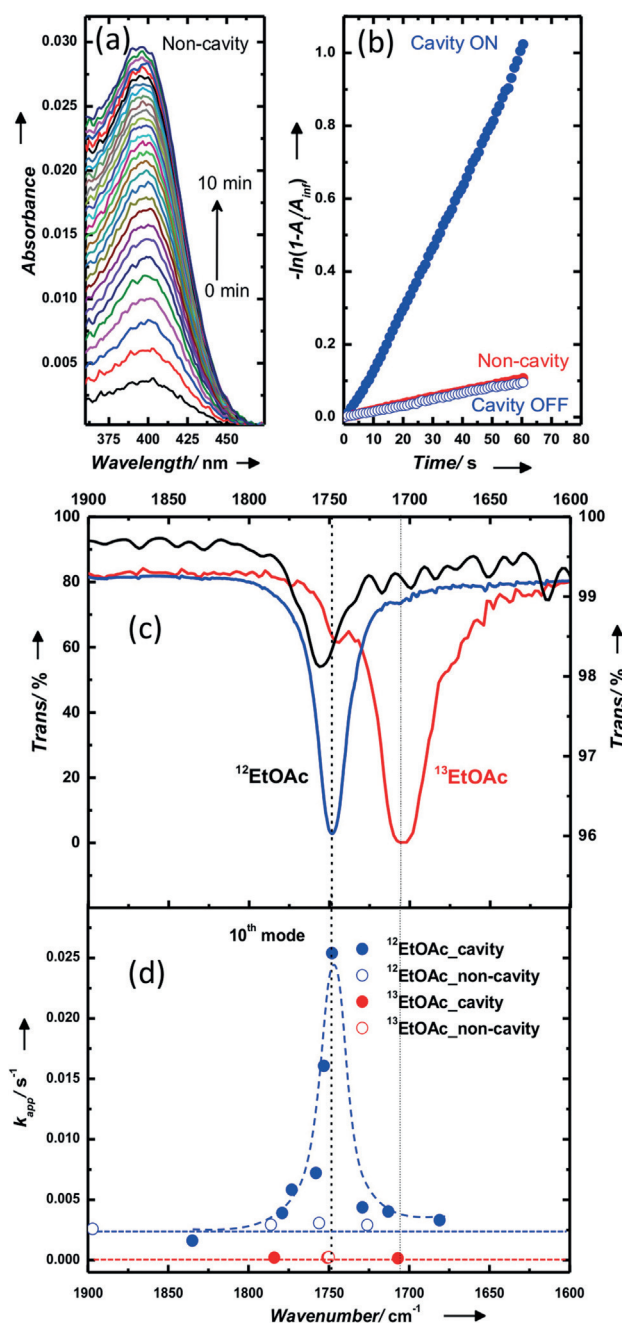 (a)
Non-cavity
0.030
0.025
0.020
0.015
0.010
0.005
Absorbance
10 min
0 min
375
400
425
450
Wavelength/ nm
(b)
Cavity ON
1.0
0.8
0.6
0.4
0.2
0.0
-ln(1-At/Ainf)
Non-cavity
Cavity OFF
0 10 20 30 40 50 60 70 80
Time/ s
1900 1850 1800 1750 1700 1650 1600
100
80
60
40
20
0
Trans/ %
100
99
98
97
96
Trans/ %
(c)
12EtOAc
13EtOAc
10th mode
(d)
12EtOAc_cavity
12EtOAc_non-cavity
13EtOAc_cavity
13EtOAc_non-cavity
0.025
0.020
0.015
0.010
0.005
0.000
kapp/ s-1
1900 1850 1800 1750 1700 1650 1600
Wavenumber/ cm-1